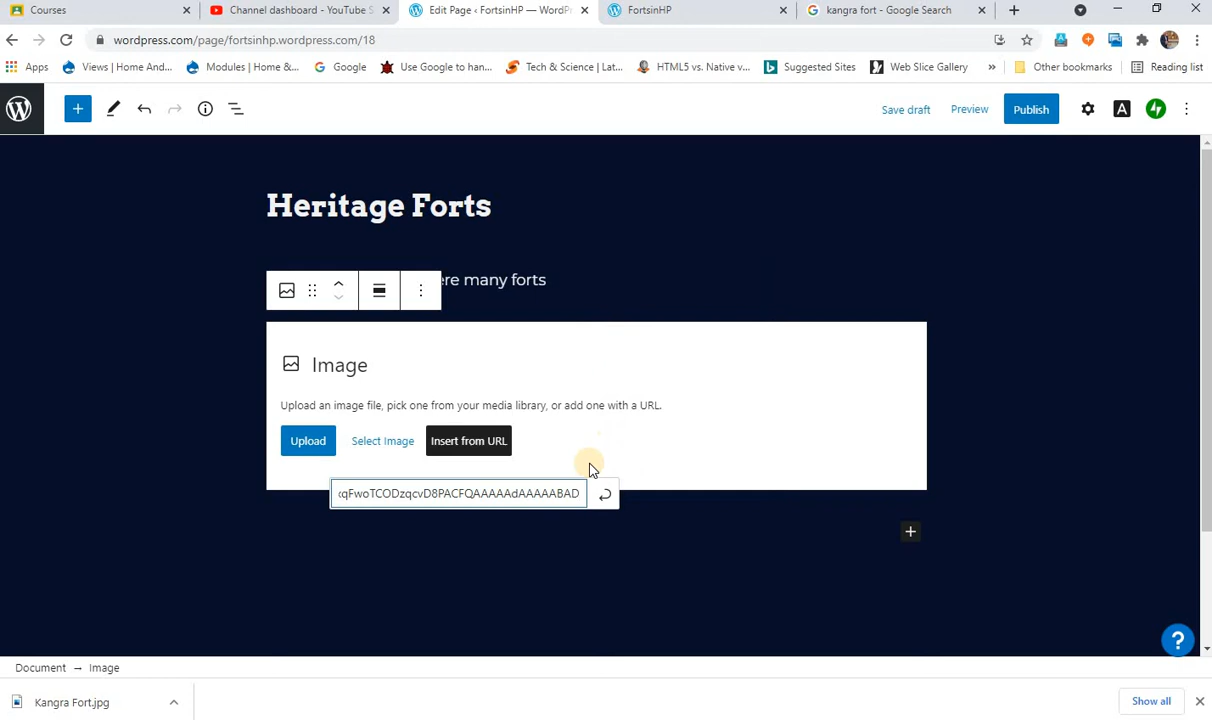 Courses
Channel dashboard - YouTube S
Edit Page ‹ FortsinHP — WordPr
FortsinHP
kangra fort - Google Search
wordpress.com/page/fortsinhp.wordpress.com/18
Apps
Views | Home And...
Modules | Home &...
Google
Use Google to han...
Tech & Science | Lat...
HTML5 vs. Native v...
Suggested Sites
Web Slice Gallery
»
Other bookmarks
Reading list
Save draft
Preview
Publish
A
Heritage Forts
ere many forts
Image
Upload an image file, pick one from your media library, or add one with a URL.
Upload
Select Image
Insert from URL
qFwoTCODzqcvD8PACFQAAAAAdAAAAABAD
?
Document → Image
Kangra Fort.jpg
Show all